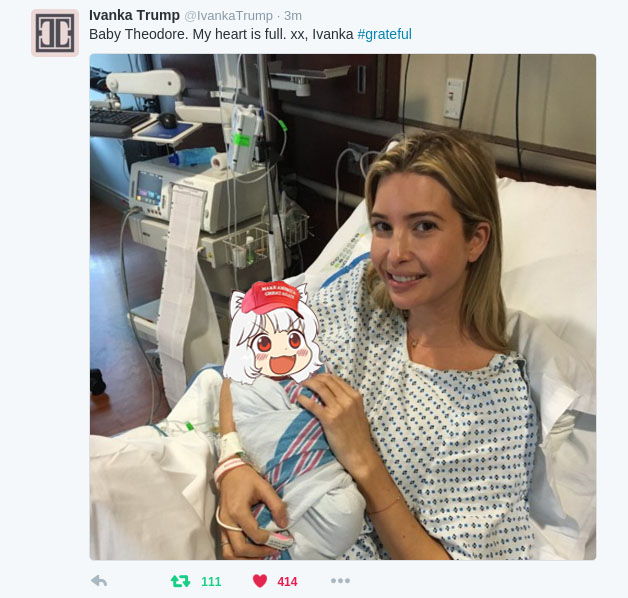 Ivanka Trump @IvankaTrump · 3m
Baby Theodore. My heart is full. xx, Ivanka #grateful
MAKE AMERICA
GREAT AGAIN
111 414